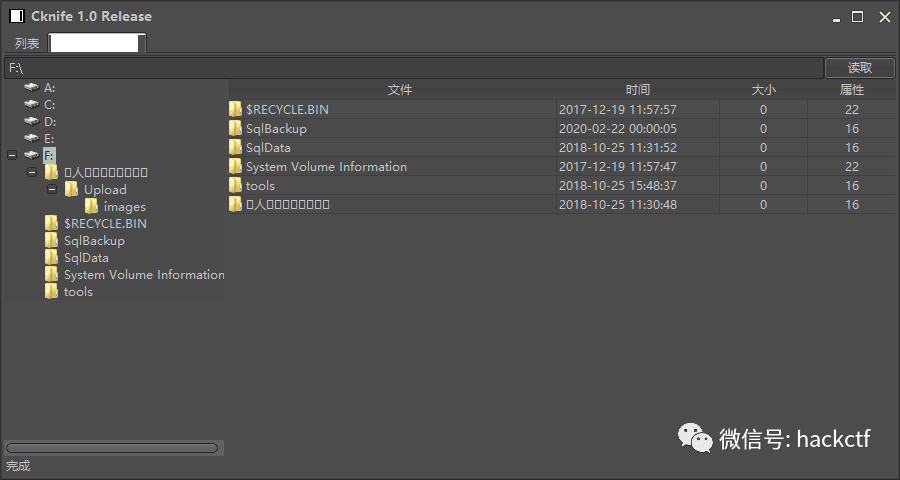 Cknife 1.0 Release
列表
F:\ 读取
A:
C:
D:
E:
F:
人
Upload
images
$RECYCLE.BIN
SqlBackup
SqlData
System Volume Information
tools
文件 时间 大小 属性
$RECYCLE.BIN 2017-12-19 11:57:57 0 22
SqlBackup 2020-02-22 00:00:05 0 16
SqlData 2018-10-25 11:31:52 0 16
System Volume Information 2017-12-19 11:57:47 0 22
tools 2018-10-25 15:48:37 0 16
人 2018-10-25 11:30:48 0 16
微信号: hackctf
完成